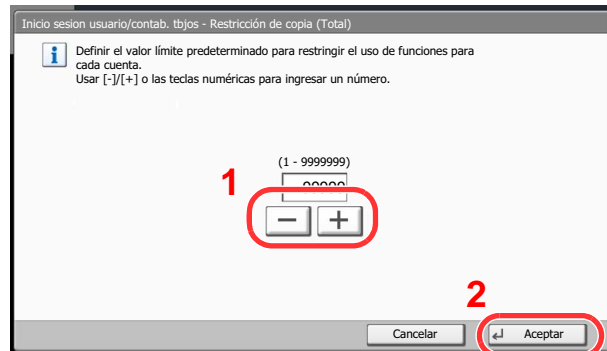 Inicio sesion usuario/contab. tbjos - Restricción de copia (Total)
Definir el valor límite predeterminado para restringir el uso de funciones para
cada cuenta.
Usar [-]/[+] o las teclas numéricas para ingresar un número.
(1 - 9999999)
1
99999
- +
2
Cancelar Aceptar